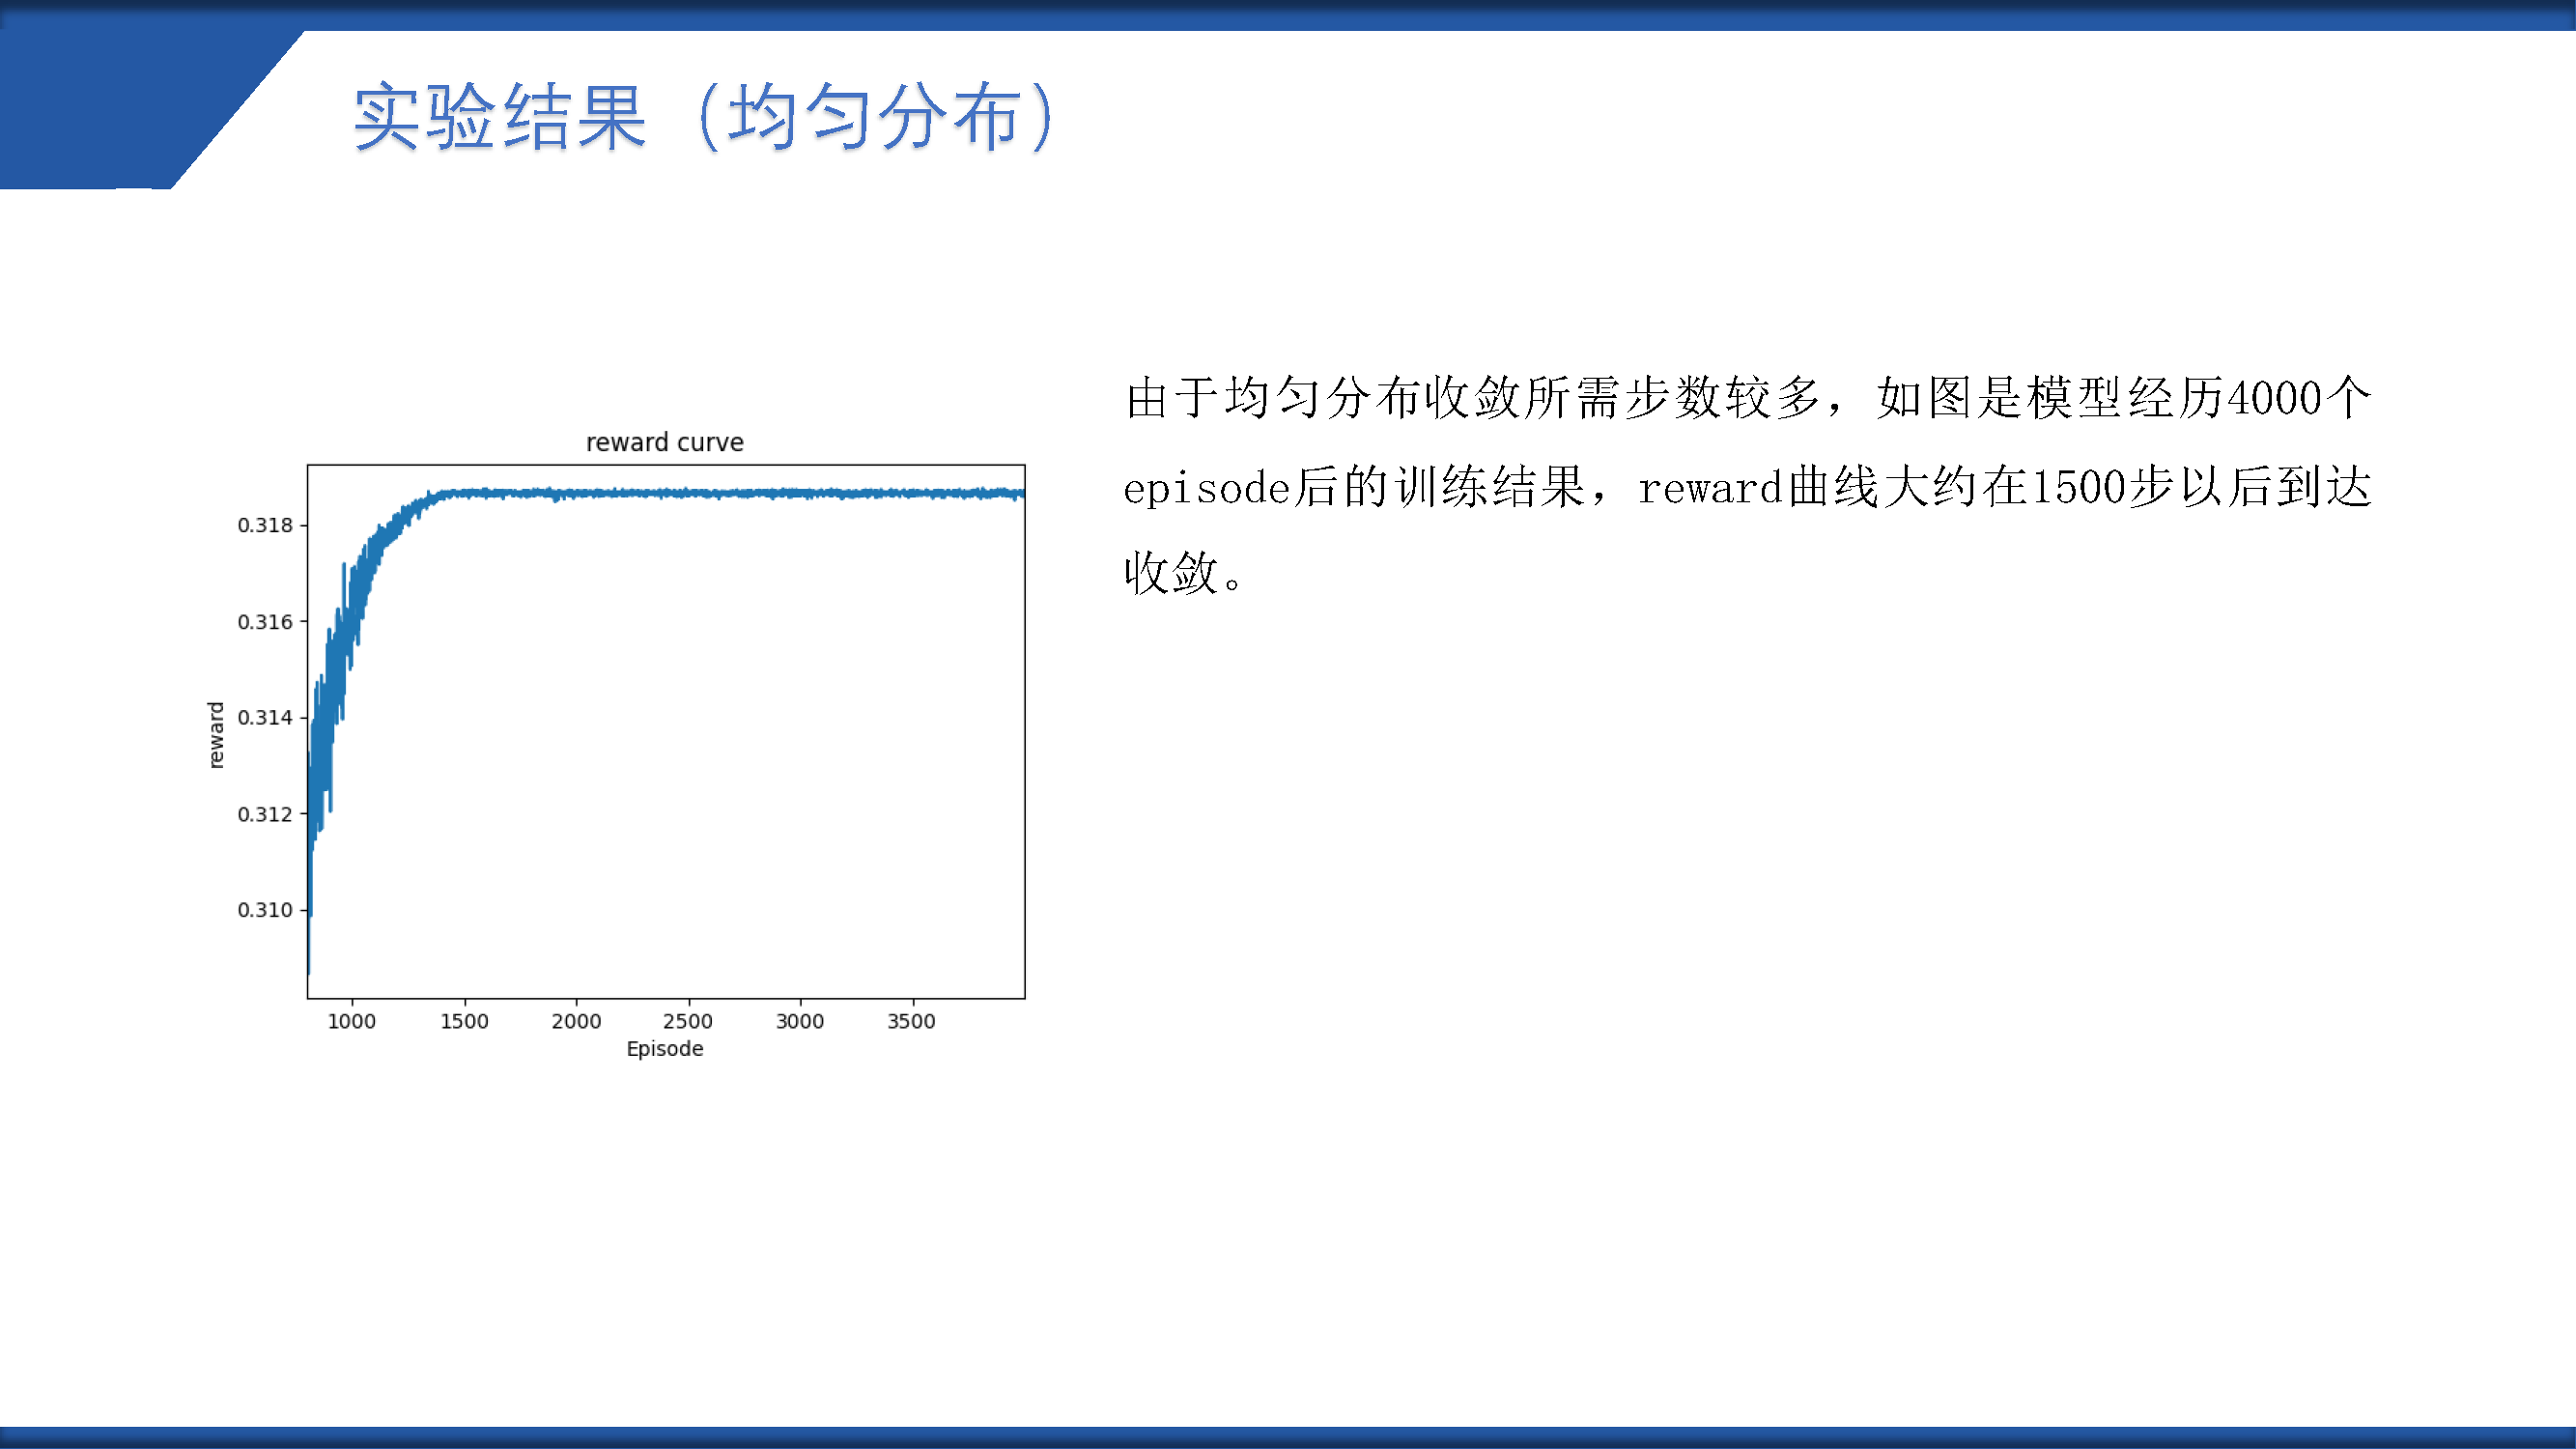 实验结果（均匀分布）
由于均匀分布收敛所需步数较多，如图是模型经历4000个
episode后的训练结果，reward曲线大约在1500步以后到达
收敛。
reward curve
reward
0.318
0.316
0.314
0.312
0.310
1000 1500 2000 2500 3000 3500
Episode